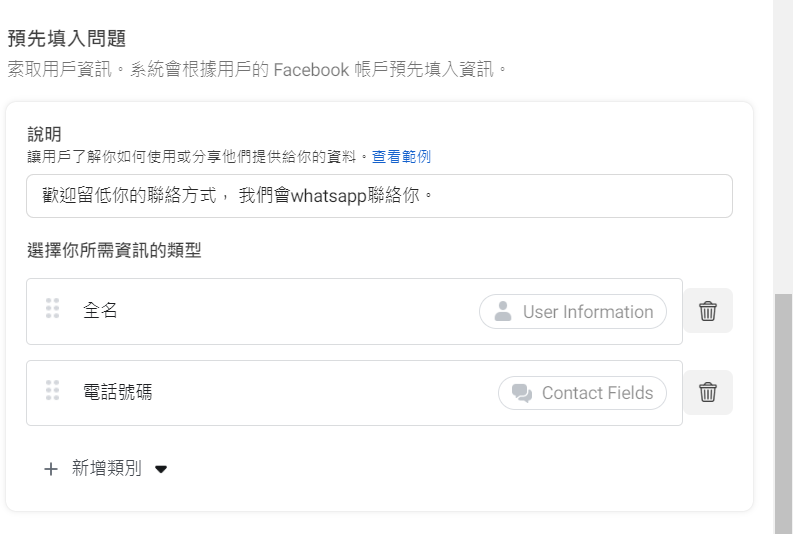 預先填入問題
索取用戶資訊。系統會根據用戶的 Facebook 帳戶預先填入資訊。
說明
讓用戶了解你如何使用或分享他們提供給你的資料。查看範例
歡迎留低你的聯絡方式， 我們會whatsapp聯絡你。
選擇你所需資訊的類型
全名
User Information
電話號碼
Contact Fields
新增類別